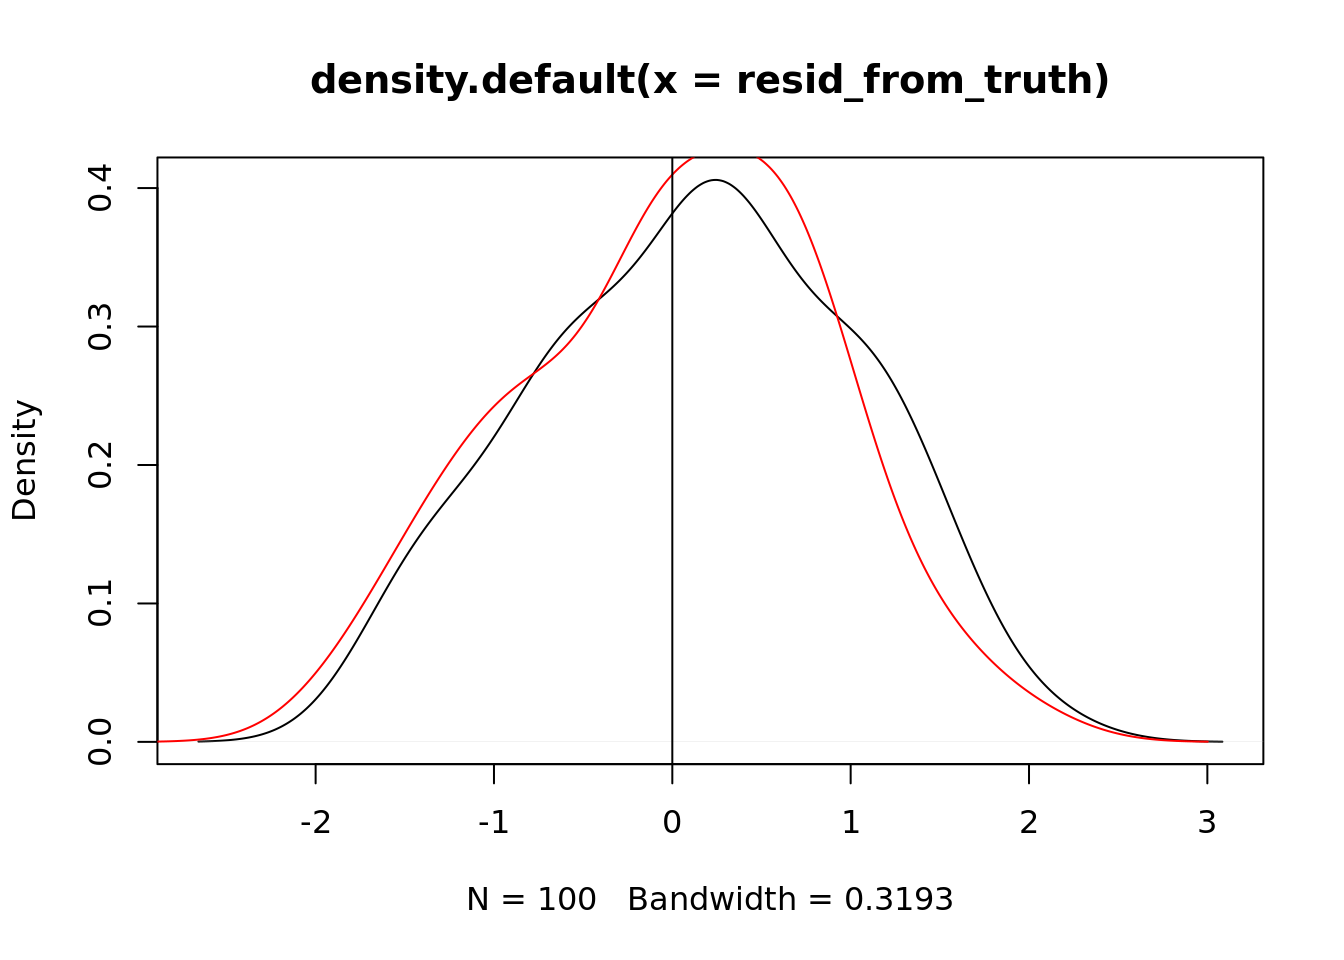 density.default(x = resid_from_truth)
Density
0.4
0.3
0.2
0.1
0.0
-2 -1 0 1 2 3
N = 100 Bandwidth = 0.3193